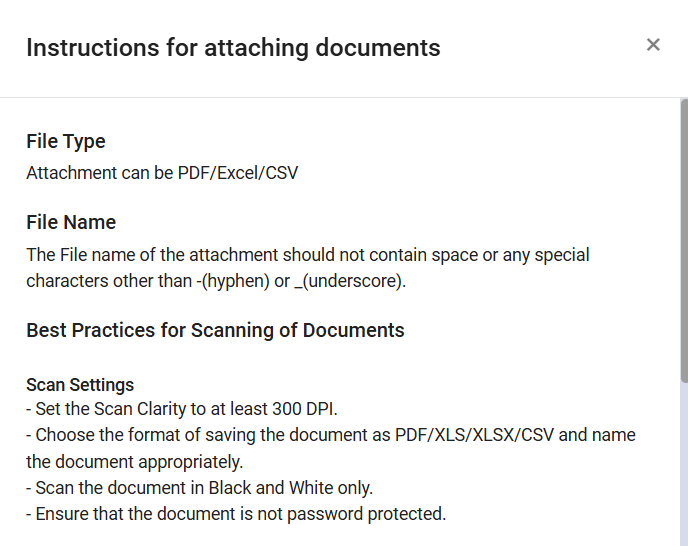 Instructions for attaching documents
File Type
Attachment can be PDF/Excel/CSV
File Name
The File name of the attachment should not contain space or any special
characters other than -(hyphen) or _(underscore).
Best Practices for Scanning of Documents
Scan Settings
- Set the Scan Clarity to at least 300 DPI.
- Choose the format of saving the document as PDF/XLS/XLSX/CSV and name
the document appropriately.
- Scan the document in Black and White only.
- Ensure that the document is not password protected.